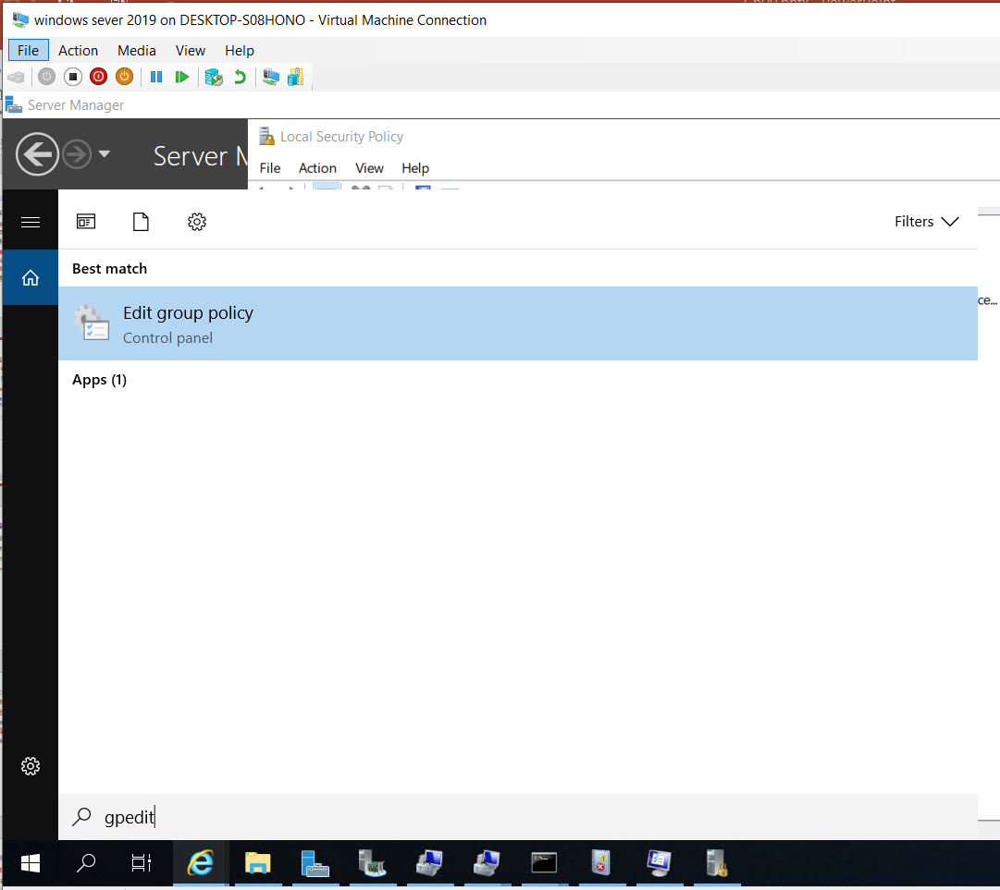 windows sever 2019 on DESKTOP-S08HONO - Virtual Machine Connection
File Action Media View Help
Server Manager
Local Security Policy
Server M
File Action View Help
Filters
Best match
Edit group policy
Control panel
ce...
Apps (1)
gpedit